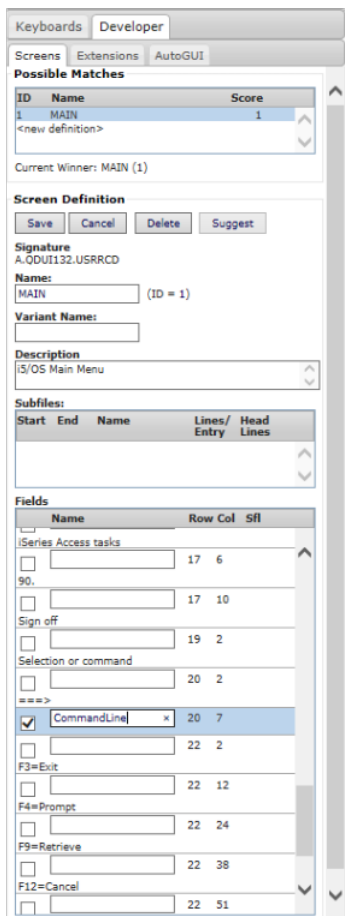 Keyboards Developer
Screens Extensions AutoGUI
Possible Matches
ID Name Score
1 MAIN 1
<new definition>
Current Winner: MAIN (1)
Screen Definition
Save Cancel Delete Suggest
Signature
A.QDUI132.USRRCD
Name:
MAIN (ID = 1)
Variant Name:
Description
i5/OS Main Menu
Subfiles:
Start End Name Lines/ Head
Entry Lines
Fields
Name Row Col Sfl
iSeries Access tasks
17 6
90.
17 10
Sign off
19 2
Selection or command
20 2
===>
CommandLine × 20 7
22 2
F3=Exit
22 12
F4=Prompt
22 24
F9=Retrieve
22 38
F12=Cancel
22 51